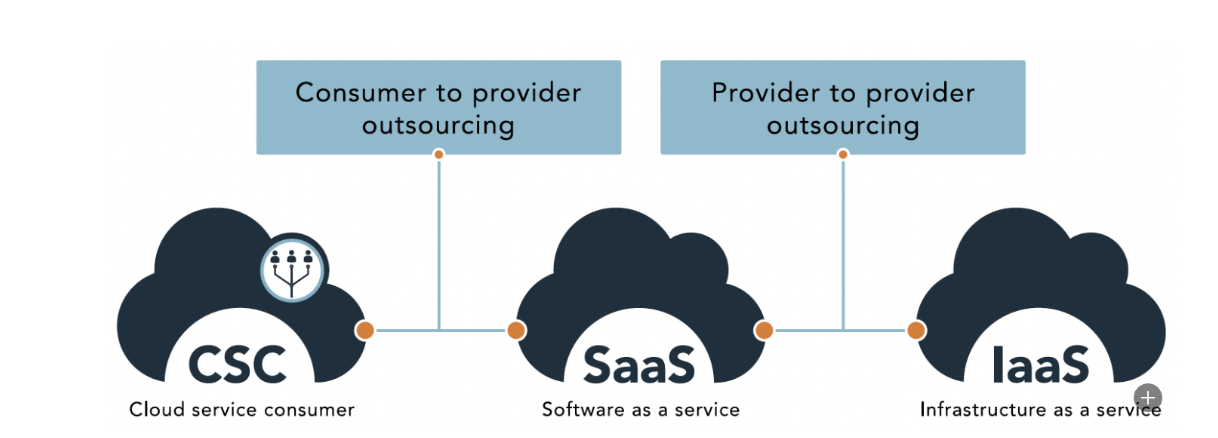 Consumer to provider
outsourcing
Provider to provider
outsourcing
CSC
Cloud service consumer
SaaS
Software as a service
IaaS
Infrastructure as a service